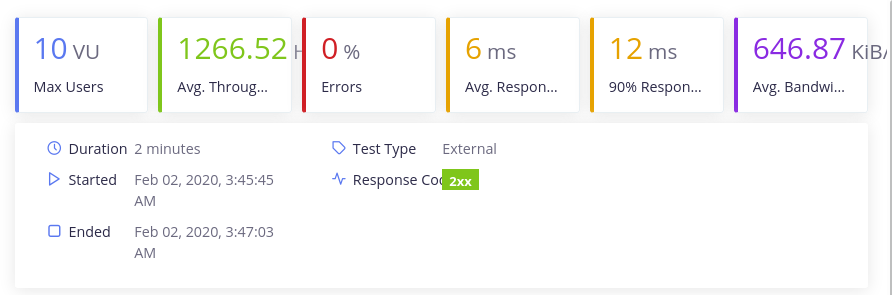 10 VU
Max Users
1266.52 H
Avg. Throug...
0 %
Errors
6 ms
Avg. Respon...
12 ms
90% Respon...
646.87 KiB/
Avg. Bandwi...
Duration 2 minutes
Started Feb 02, 2020, 3:45:45
AM
Ended Feb 02, 2020, 3:47:03
AM
Test Type External
Response Coc 2xx